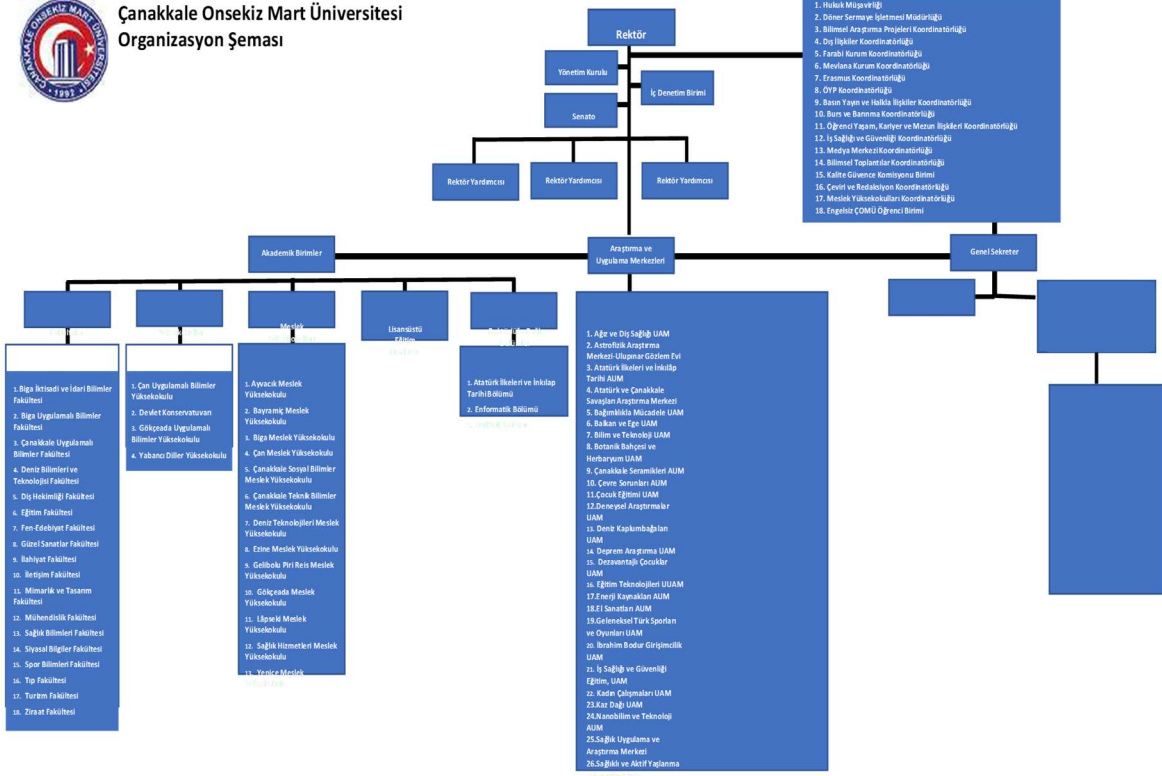 ÇANAKKALE ONSEKİZ MART ÜNİVERSİTESİ
1992
Çanakkale Onsekiz Mart Üniversitesi
Organizasyon Şeması
Rektör
Yönetim Kurulu
İç Denetim Birimi
Senato
Rektör Yardımcısı
Rektör Yardımcısı
Rektör Yardımcısı
1. Hukuk Müşavirliği
2. Döner Sermaye İşletmesi Müdürlüğü
3. Bilimsel Araştırma Projeleri Koordinatörlüğü
4. Dış İlişkiler Koordinatörlüğü
5. Farabi Kurum Koordinatörlüğü
6. Mevlana Kurum Koordinatörlüğü
7. Erasmus Koordinatörlüğü
8. ÖYP Koordinatörlüğü
9. Basın Yayın ve Halkla İlişkiler Koordinatörlüğü
10. Burs ve Barınma Koordinatörlüğü
11. Öğrenci Yaşam, Kariyer ve Mezun İlişkileri Koordinatörlüğü
12. İş Sağlığı ve Güvenliği Koordinatörlüğü
13. Medya Merkezi Koordinatörlüğü
14. Bilimsel Toplantılar Koordinatörlüğü
15. Kalite Güvence Komisyonu Birimi
16. Çeviri ve Redaksiyon Koordinatörlüğü
17. Meslek Yüksekokulları Koordinatörlüğü
18. Engelsiz ÇOMÜ Öğrenci Birimi
Akademik Birimler
Araştırma ve
Uygulama Merkezleri
Genel Sekreter
Meslek
Lisansüstü
Eğitim
1. Biga İktisadi ve İdari Bilimler
Fakültesi
2. Biga Uygulamalı Bilimler
Fakültesi
3. Çanakkale Uygulamalı
Bilimler Fakültesi
4. Deniz Bilimleri ve
Teknolojisi Fakültesi
5. Diş Hekimliği Fakültesi
6. Eğitim Fakültesi
7. Fen-Edebiyat Fakültesi
8. Güzel Sanatlar Fakültesi
9. İlahiyat Fakültesi
10. İletişim Fakültesi
11. Mimarlık ve Tasarım
Fakültesi
12. Mühendislik Fakültesi
13. Sağlık Bilimleri Fakültesi
14. Siyasal Bilgiler Fakültesi
15. Spor Bilimleri Fakültesi
16. Tıp Fakültesi
17. Turizm Fakültesi
18. Ziraat Fakültesi
1. Çan Uygulamalı Bilimler
Yüksekokulu
2. Devlet Konservatuvarı
3. Gökçeada Uygulamalı
Bilimler Yüksekokulu
4. Yabancı Diller Yüksekokulu
1. Ayvacık Meslek
Yüksekokulu
2. Bayramiç Meslek
Yüksekokulu
3. Biga Meslek Yüksekokulu
4. Çan Meslek Yüksekokulu
5. Çanakkale Sosyal Bilimler
Meslek Yüksekokulu
6. Çanakkale Teknik Bilimler
Meslek Yüksekokulu
7. Deniz Teknolojileri Meslek
Yüksekokulu
8. Ezine Meslek Yüksekokulu
9. Gelibolu Piri Reis Meslek
Yüksekokulu
10. Gökçeada Meslek
Yüksekokulu
11. Lâpseki Meslek
Yüksekokulu
12. Sağlık Hizmetleri Meslek
Yüksekokulu
13. Yenice Meslek
1. Atatürk İlkeleri ve İnkılap
Tarihi Bölümü
2. Enformatik Bölümü
1. Ağız ve Diş Sağlığı UAM
2. Astrofizik Araştırma
Merkezi-Ulupınar Gözlem Evi
3. Atatürk İlkeleri ve İnkılâp
Tarihi AUM
4. Atatürk ve Çanakkale
Savaşları Araştırma Merkezi
5. Bağımlıkla Mücadele UAM
6. Balkan ve Ege UAM
7. Bilim ve Teknoloji UAM
8. Botanik Bahçesi ve
Herbaryum UAM
9. Çanakkale Seramikleri AUM
10. Çevre Sorunları AUM
11.Çocuk Eğitimi UAM
12.Deneysel Araştırmalar
UAM
13. Deniz Kaplumbağaları
UAM
14. Deprem Araştırma UAM
15. Dezavantajlı Çocuklar
UAM
16. Eğitim Teknolojileri UUAM
17.Enerji Kaynakları AUM
18.El Sanatları AUM
19.Geleneksel Türk Sporları
ve Oyunları UAM
20. İbrahim Bodur Girişimcilik
UAM
21. İş Sağlığı ve Güvenliği
Eğitim, UAM
22. Kadın Çalışmaları UAM
23.Kaz Dağı UAM
24.Nanobilim ve Teknoloji
AUM
25.Sağlık Uygulama ve
Araştırma Merkezi
26.Sağlıklı ve Aktif Yaşlanma